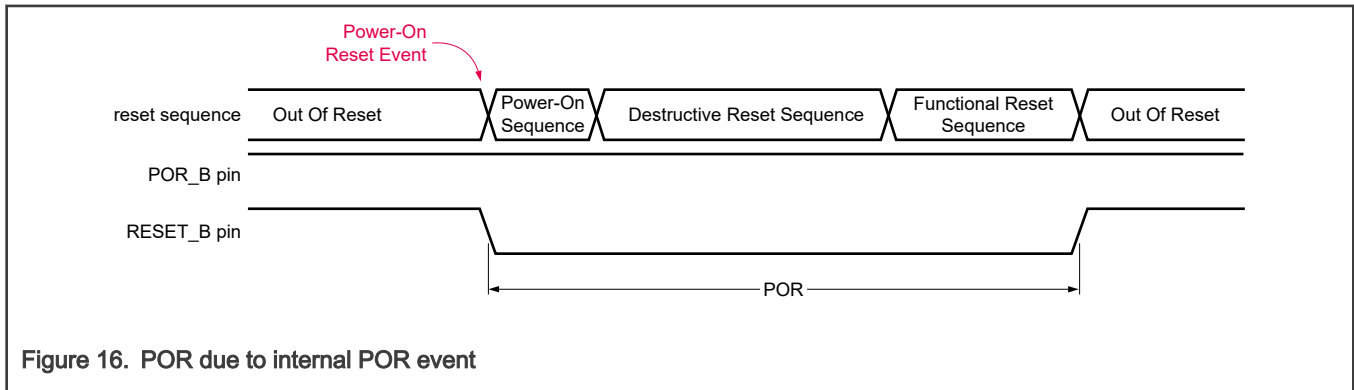 Power-On
Reset Event
reset sequence
Out Of Reset
Power-On
Sequence
Destructive Reset Sequence
Functional Reset
Sequence
Out Of Reset
POR_B pin
RESET_B pin
POR
Figure 16. POR due to internal POR event